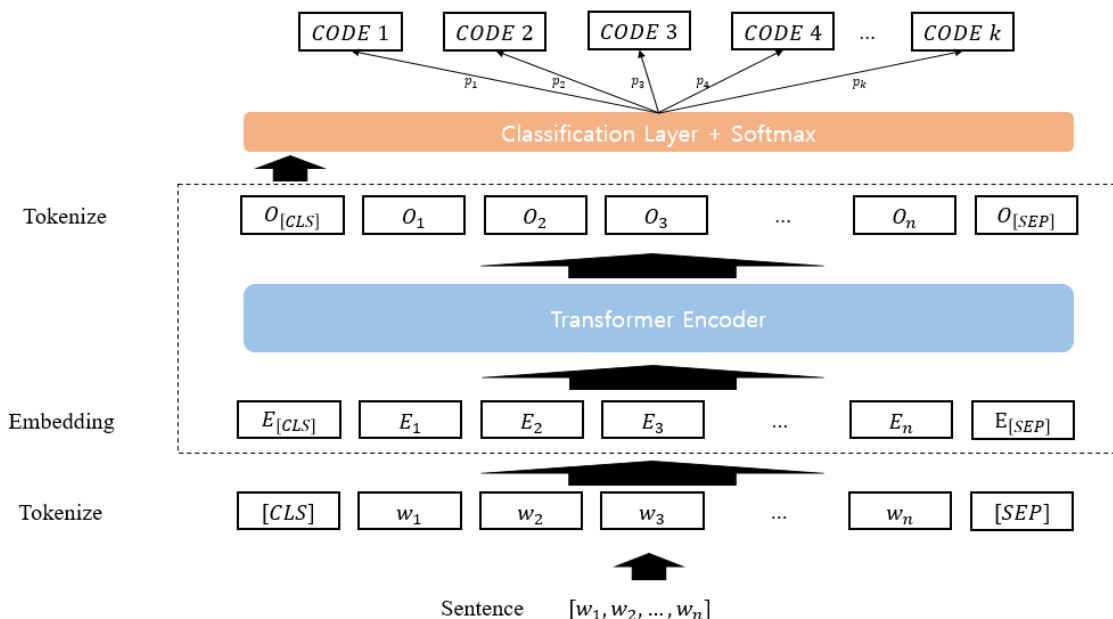 CODE 1 CODE 2 CODE 3 CODE 4 ... CODE k
p₁ p₂ p₃ p₄ pₖ
Classification Layer + Softmax
Tokenize O[CLS] O₁ O₂ O₃ ... Oₙ O[SEP]
Transformer Encoder
Embedding E[CLS] E₁ E₂ E₃ ... Eₙ E[SEP]
Tokenize [CLS] w₁ w₂ w₃ ... wₙ [SEP]
Sentence [w₁, w₂, ... , wₙ]